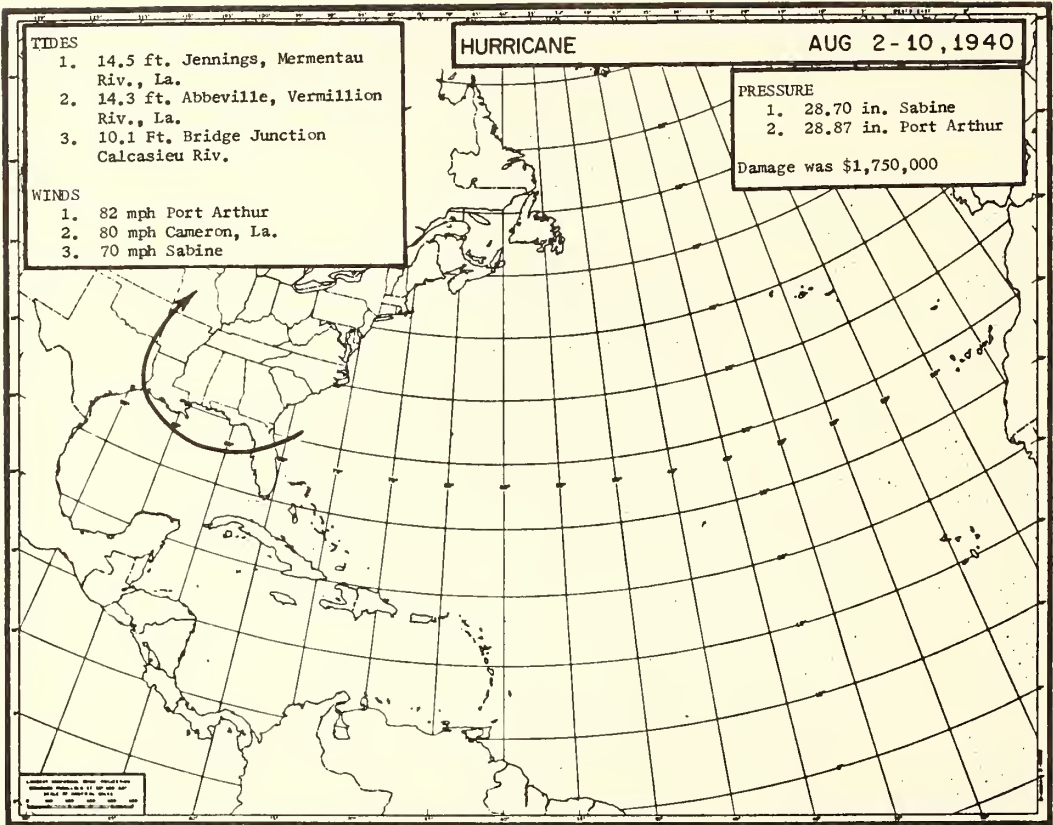 TIDES
1. 14.5 ft. Jennings, Mermentau
Riv., La.
2. 14.3 ft. Abbeville, Vermillion
Riv., La.
3. 10.1 Ft. Bridge Junction
Calcasieu Riv.
WINDS
1. 82 mph Port Arthur
2. 80 mph Cameron, La.
3. 70 mph Sabine
HURRICANE AUG 2-10, 1940
PRESSURE
1. 28.70 in. Sabine
2. 28.87 in. Port Arthur
Damage was $1,750,000